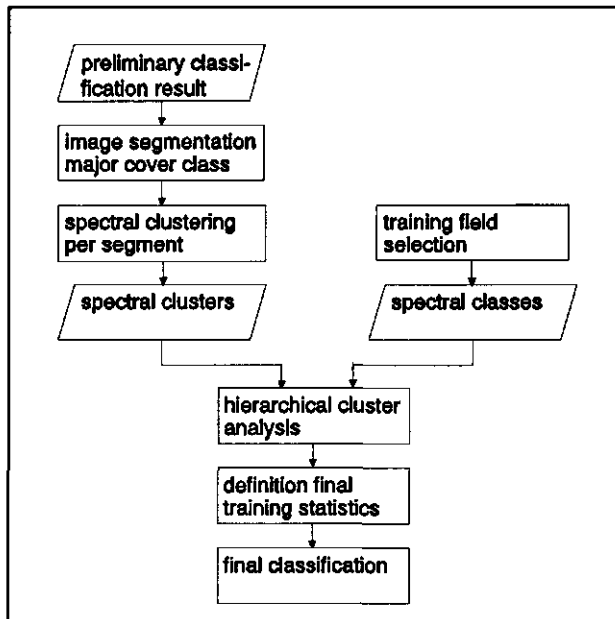 preliminary classi-
fication result
image segmentation
major cover class
spectral clustering
per segment
training field
selection
spectral clusters
spectral classes
hierarchical cluster
analysis
definition final
training statistics
final classification